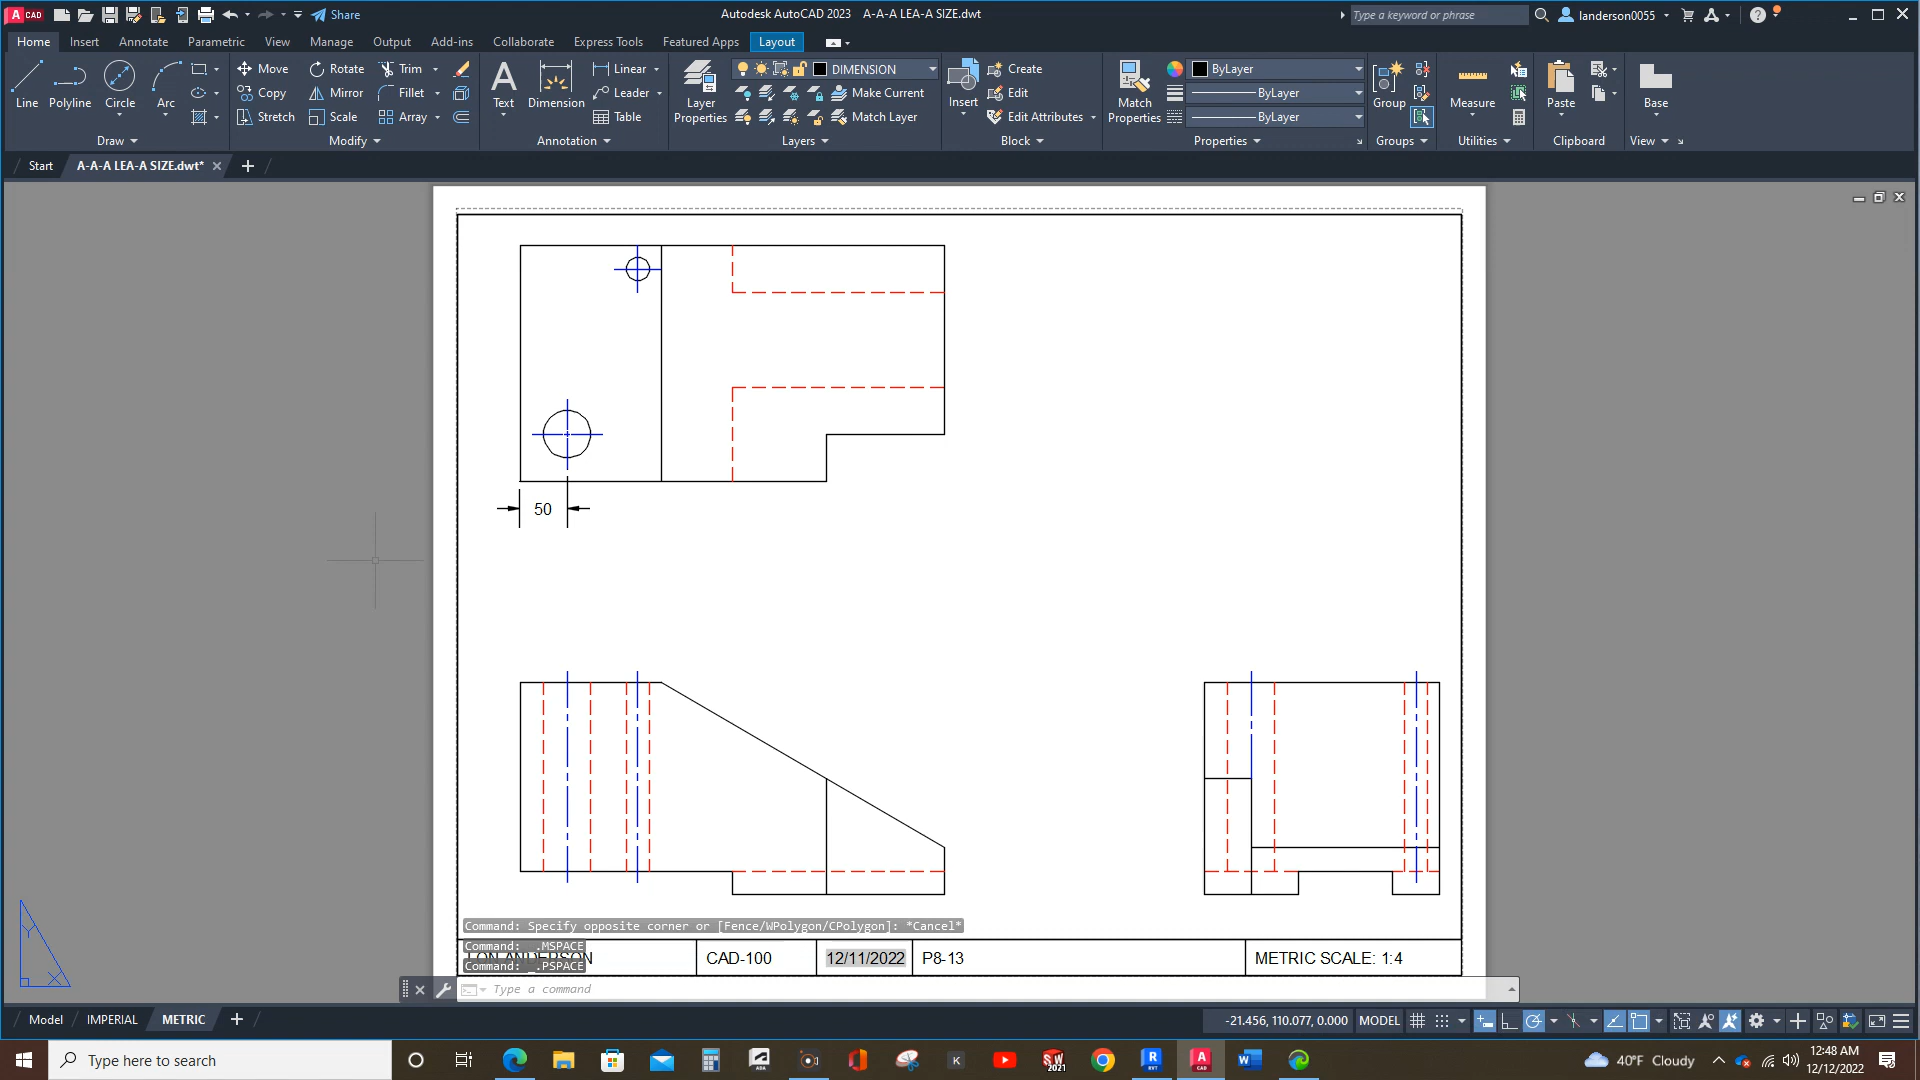 A CAD
Share
Autodesk AutoCAD 2023 A-A-A LEA-A SIZE.dwt
Type a keyword or phrase
landerson0055
Home Insert Annotate Parametric View Manage Output Add-ins Collaborate Express Tools Featured Apps Layout
Line Polyline Circle Arc
Move Rotate Trim
Copy Mirror Fillet
Stretch Scale Array
Text Dimension
Linear
Leader
Table
Layer Properties
DIMENSION
Make Current
Match Layer
Insert
Create
Edit
Edit Attributes
Match Properties
ByLayer
ByLayer
ByLayer
Group
Measure
Paste
Base
Draw Modify Annotation Layers Block Properties Groups Utilities Clipboard View
Start A-A-A LEA-A SIZE.dwt*
50
Command: Specify opposite corner or [Fence/WPolygon/CPolygon]: *Cancel*
Command: _.MSPACE
LON ANDERSON CAD-100 12/11/2022 P8-13 METRIC SCALE: 1:4
Command: _.PSPACE
Type a command
Y
X
Model IMPERIAL METRIC
-21.456, 110.077, 0.000 MODEL
Type here to search
40°F Cloudy
12:48 AM
12/12/2022